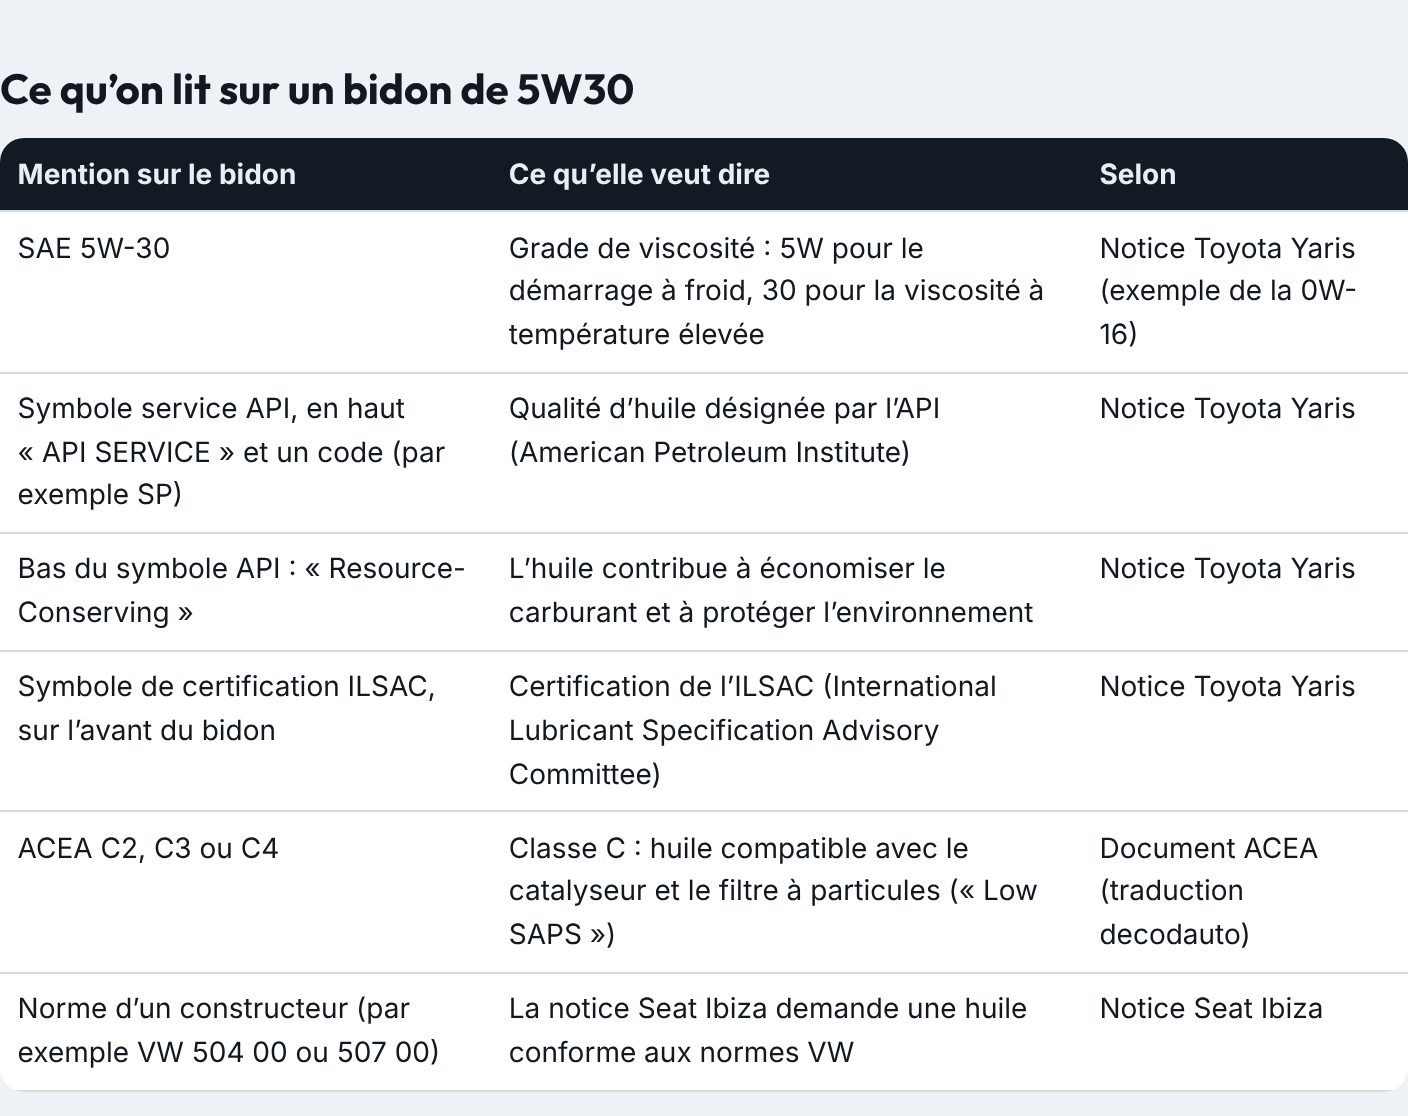 Ce qu’on lit sur un bidon de 5W30
Mention sur le bidon
Ce qu’elle veut dire
Selon
SAE 5W-30
Grade de viscosité : 5W pour le
démarrage à froid, 30 pour la viscosité à
température élevée
Notice Toyota Yaris
(exemple de la 0W-
16)
Symbole service API, en haut
« API SERVICE » et un code (par
exemple SP)
Qualité d’huile désignée par l’API
(American Petroleum Institute)
Notice Toyota Yaris
Bas du symbole API : « Resource-
Conserving »
L’huile contribue à économiser le
carburant et à protéger l’environnement
Notice Toyota Yaris
Symbole de certification ILSAC,
sur l’avant du bidon
Certification de l’ILSAC (International
Lubricant Specification Advisory
Committee)
Notice Toyota Yaris
ACEA C2, C3 ou C4
Classe C : huile compatible avec le
catalyseur et le filtre à particules (« Low
SAPS »)
Document ACEA
(traduction
decodauto)
Norme d’un constructeur (par
exemple VW 504 00 ou 507 00)
La notice Seat Ibiza demande une huile
conforme aux normes VW
Notice Seat Ibiza